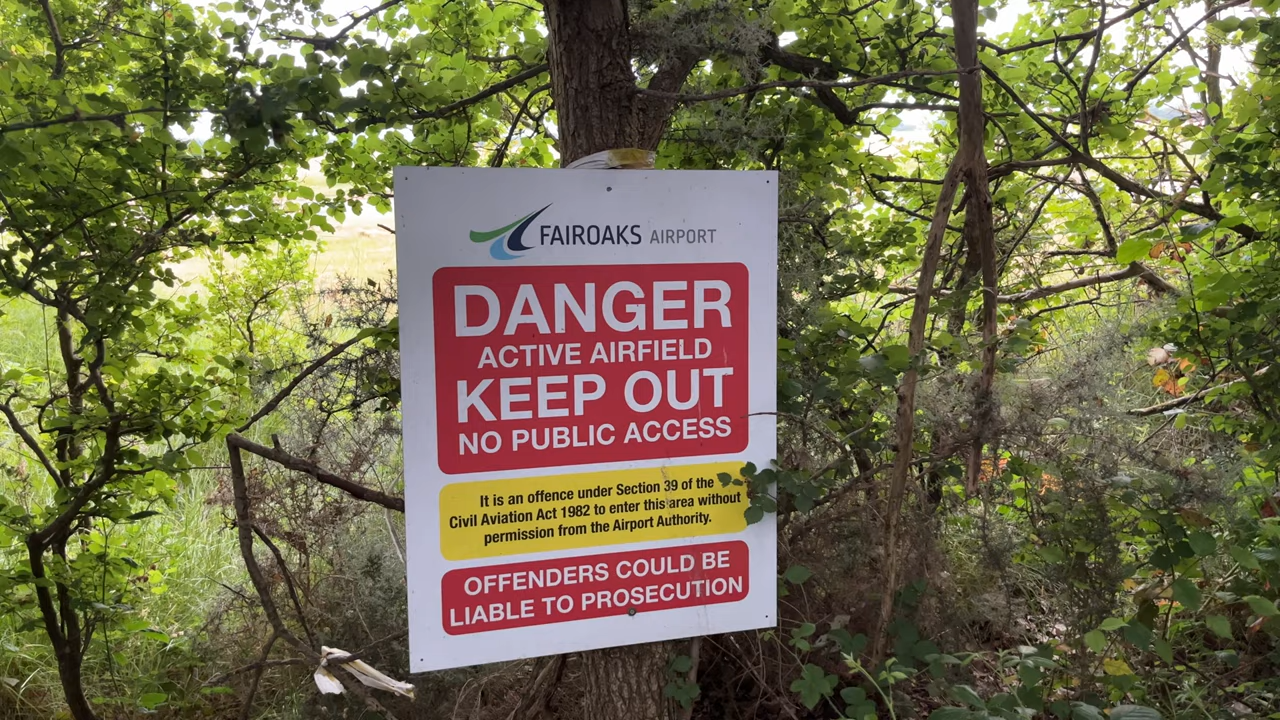 FAIROAKS AIRPORT
DANGER
ACTIVE AIRFIELD
KEEP OUT
NO PUBLIC ACCESS
It is an offence under Section 39 of the
Civil Aviation Act 1982 to enter this area without
permission from the Airport Authority.
OFFENDERS COULD BE
LIABLE TO PROSECUTION